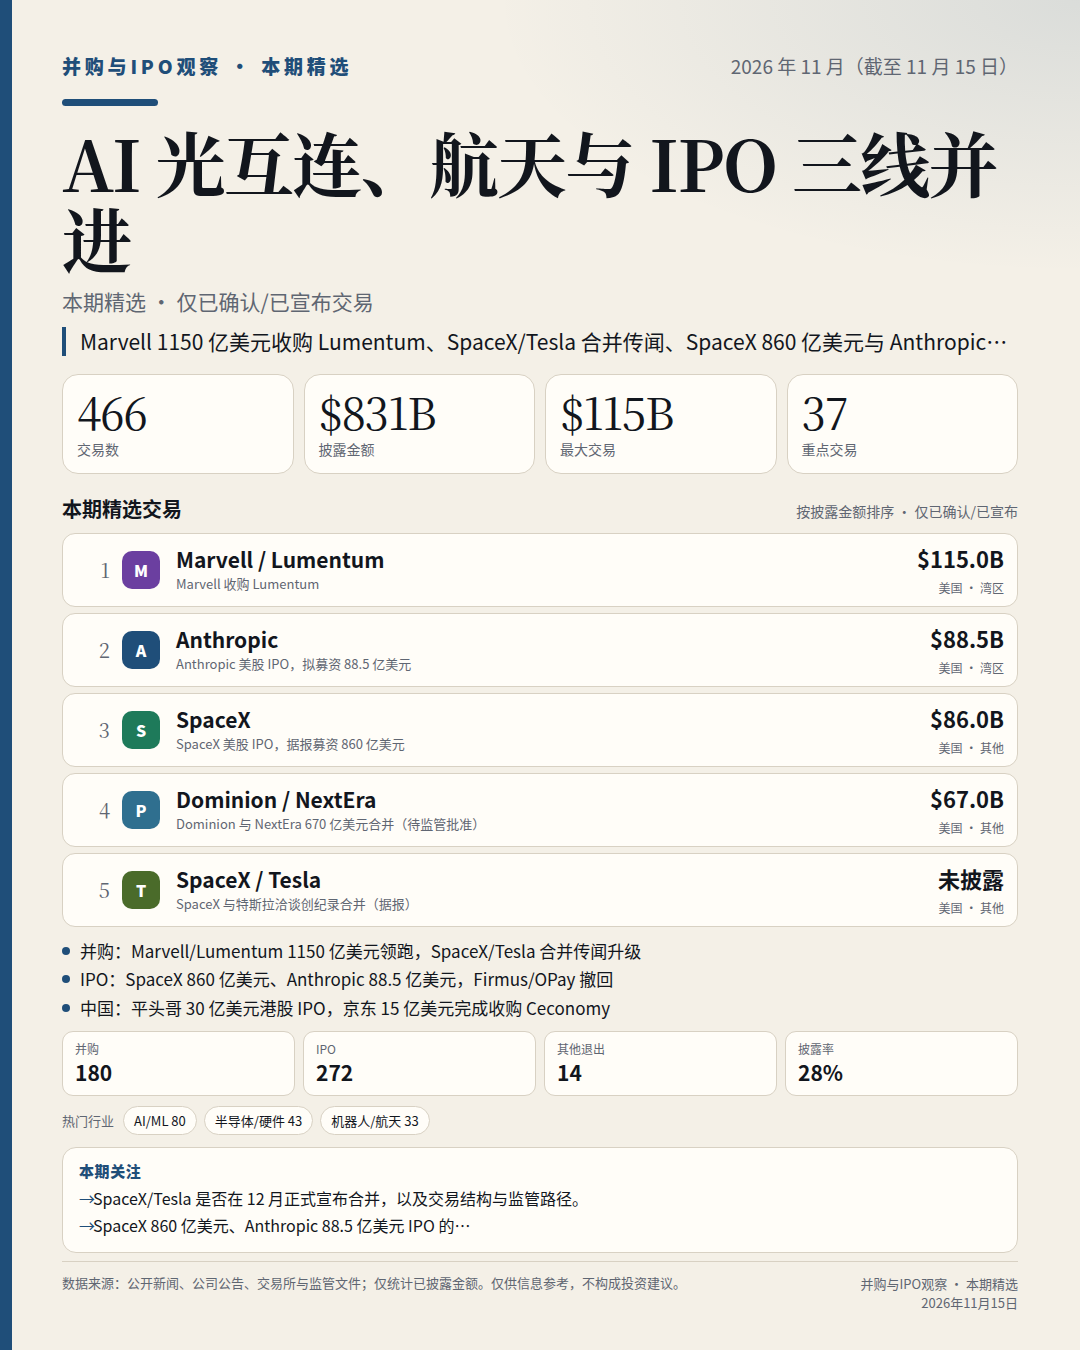 并购与IPO观察 · 本期精选
2026 年 11 月（截至 11 月 15 日）
AI 光互连、航天与 IPO 三线并
进
本期精选 · 仅已确认/已宣布交易
Marvell 1150 亿美元收购 Lumentum、SpaceX/Tesla 合并传闻、SpaceX 860 亿美元与 Anthropic…
466
交易数
$831B
披露金额
$115B
最大交易
37
重点交易
本期精选交易
按披露金额排序 · 仅已确认/已宣布
1
M
Marvell / Lumentum
Marvell 收购 Lumentum
$115.0B
美国 · 湾区
2
A
Anthropic
Anthropic 美股 IPO，拟募资 88.5 亿美元
$88.5B
美国 · 湾区
3
S
SpaceX
SpaceX 美股 IPO，据报募资 860 亿美元
$86.0B
美国 · 其他
4
P
Dominion / NextEra
Dominion 与 NextEra 670 亿美元合并（待监管批准）
$67.0B
美国 · 其他
5
T
SpaceX / Tesla
SpaceX 与特斯拉洽谈创纪录合并（据报）
未披露
美国 · 其他
并购：Marvell/Lumentum 1150 亿美元领跑，SpaceX/Tesla 合并传闻升级
IPO：SpaceX 860 亿美元、Anthropic 88.5 亿美元，Firmus/OPay 撤回
中国：平头哥 30 亿美元港股 IPO，京东 15 亿美元完成收购 Ceconomy
并购
180
IPO
272
其他退出
14
披露率
28%
热门行业 AI/ML 80 半导体/硬件 43 机器人/航天 33
本期关注
→SpaceX/Tesla 是否在 12 月正式宣布合并，以及交易结构与监管路径。
→SpaceX 860 亿美元、Anthropic 88.5 亿美元 IPO 的…
数据来源：公开新闻、公司公告、交易所与监管文件；仅统计已披露金额。仅供信息参考，不构成投资建议。
并购与IPO观察 · 本期精选
2026年11月15日